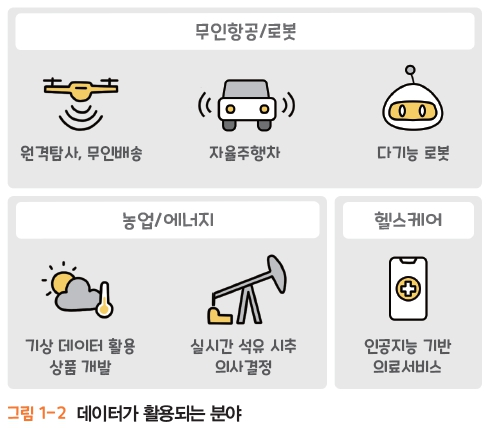 무인항공/로봇
원격탐사, 무인배송
자율주행차
다기능 로봇
농업/에너지
기상 데이터 활용
상품 개발
실시간 석유 시추
의사결정
헬스케어
인공지능 기반
의료서비스
그림 1-2 데이터가 활용되는 분야